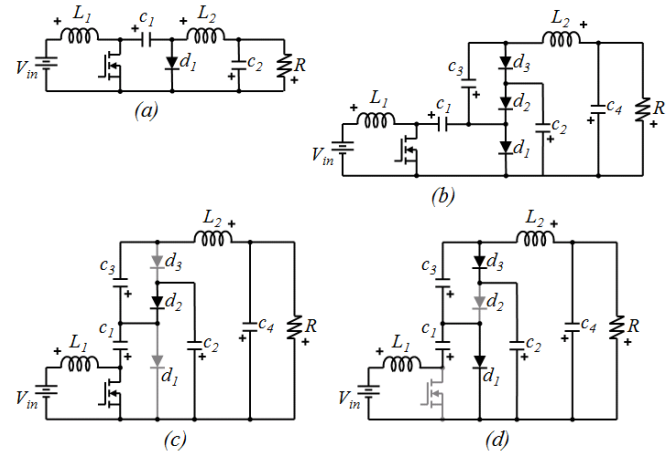 L1 c1 L2
Vin d1 c2 R
(a)
L2
c3 d3
L1 c1 d2 c4 R
Vin d1 c2
(b)
L2
c3 d3
d2
c1 c2 c4 R
L1 d1
Vin
(c)
L2
c3 d3
d2
c1 c2 c4 R
L1 d1
Vin
(d)